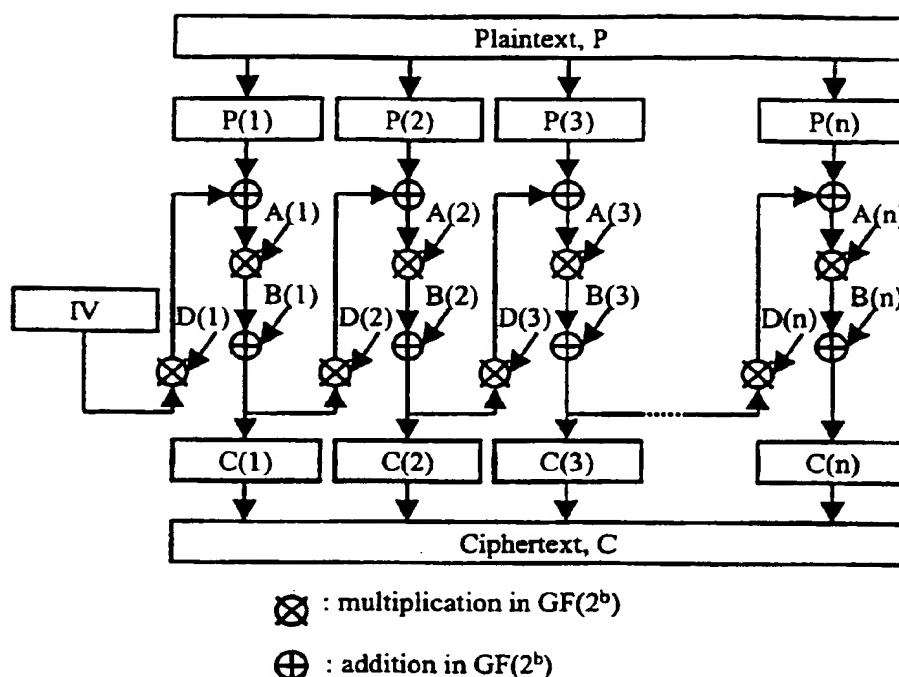 Plaintext, P
P(1) P(2) P(3) P(n)
A(1) A(2) A(3) A(n)
IV
B(1) B(2) B(3) B(n)
D(1) D(2) D(3) D(n)
C(1) C(2) C(3) C(n)
Ciphertext, C
: multiplication in GF(2ᵇ)
: addition in GF(2ᵇ)